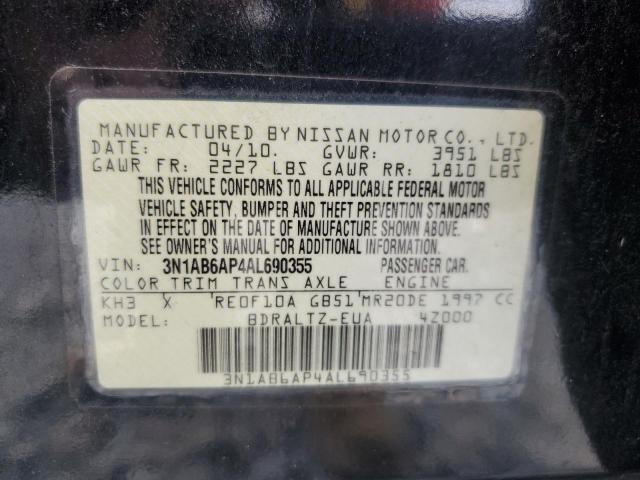 MANUFACTURED BY NISSAN MOTOR CO., LTD.
DATE: 04/10. GVWR: 3951 LBS
GAWR FR: 2227 LBS GAWR RR: 1810 LBS
THIS VEHICLE CONFORMS TO ALL APPLICABLE FEDERAL MOTOR
VEHICLE SAFETY, BUMPER AND THEFT PREVENTION STANDARDS
IN EFFECT ON THE DATE OF MANUFACTURE SHOWN ABOVE.
SEE OWNER'S MANUAL FOR ADDITIONAL INFORMATION.
VIN: 3N1AB6AP4AL690355 PASSENGER CAR.
COLOR TRIM TRANS AXLE ENGINE
KH3 X RE0F10A GB51 MR20DE 1997 CC
MODEL: BDRALTZ-EUA 4Z000
3N1AB6AP4AL690355